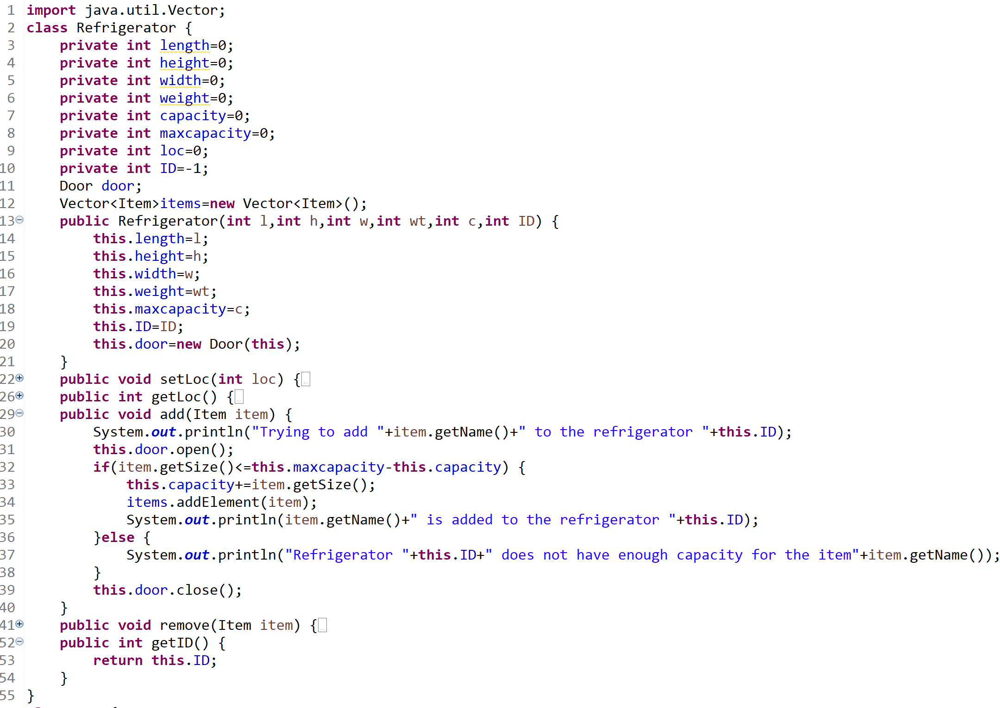 1 import java.util.Vector;
2 class Refrigerator {
3     private int length=0;
4     private int height=0;
5     private int width=0;
6     private int weight=0;
7     private int capacity=0;
8     private int maxcapacity=0;
9     private int loc=0;
10     private int ID=-1;
11     Door door;
12     Vector<Item>items=new Vector<Item>();
13     public Refrigerator(int l,int h,int w,int wt,int c,int ID) {
14         this.length=l;
15         this.height=h;
16         this.width=w;
17         this.weight=wt;
18         this.maxcapacity=c;
19         this.ID=ID;
20         this.door=new Door(this);
21     }
22     public void setLoc(int loc) {
26     public int getLoc() {
29     public void add(Item item) {
30         System.out.println("Trying to add "+item.getName()+" to the refrigerator "+this.ID);
31         this.door.open();
32         if(item.getSize()<=this.maxcapacity-this.capacity) {
33             this.capacity+=item.getSize();
34             items.addElement(item);
35             System.out.println(item.getName()+" is added to the refrigerator "+this.ID);
36         }else {
37             System.out.println("Refrigerator "+this.ID+" does not have enough capacity for the item"+item.getName());
38         }
39         this.door.close();
40     }
41     public void remove(Item item) {
52     public int getID() {
53         return this.ID;
54     }
55 }